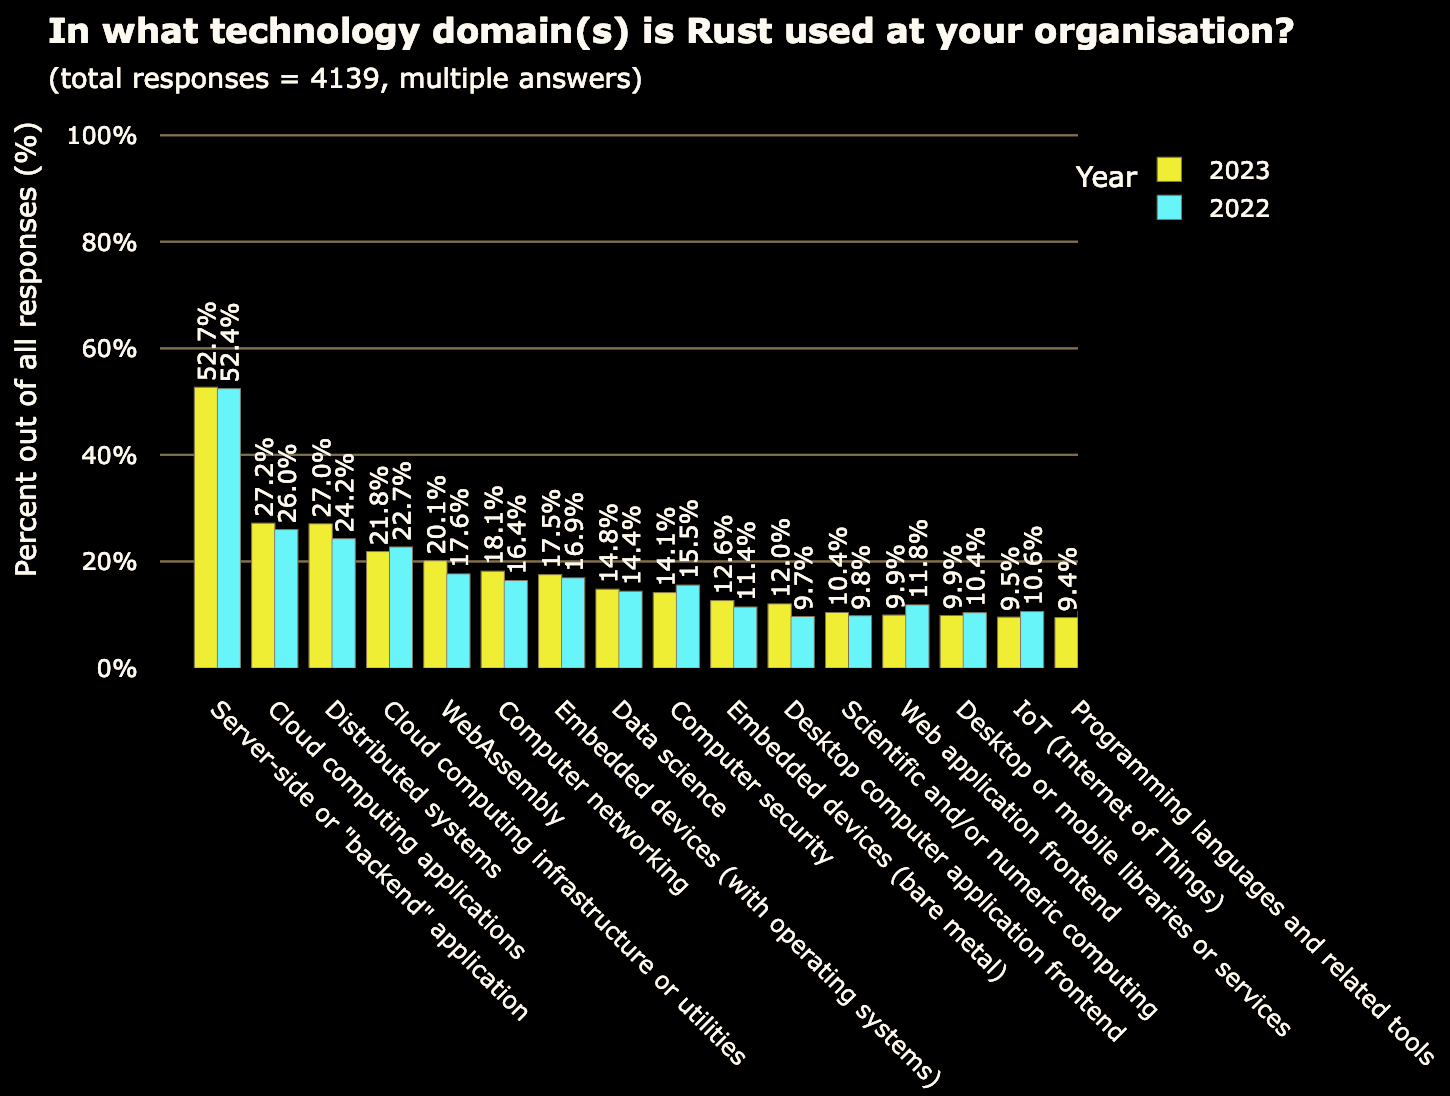 In what technology domain(s) is Rust used at your organisation?
(total responses = 4139, multiple answers)
Percent out of all responses (%)
100%
80%
60%
40%
20%
0%
Year
2023
2022
52.7%
52.4%
27.2%
26.0%
27.0%
24.2%
21.8%
22.7%
20.1%
17.6%
18.1%
16.4%
17.5%
16.9%
14.8%
14.4%
14.1%
15.5%
12.6%
11.4%
12.0%
9.7%
10.4%
9.8%
9.9%
11.8%
9.9%
10.4%
9.5%
10.6%
9.4%
Server-side or "backend" application
Cloud computing applications
Distributed systems
Cloud computing infrastructure or utilities
WebAssembly
Computer networking
Embedded devices (with operating systems)
Data science
Computer security
Embedded devices (bare metal)
Desktop computer application frontend
Scientific and/or numeric computing
Web application frontend
Desktop or mobile libraries or services
IoT (Internet of Things)
Programming languages and related tools